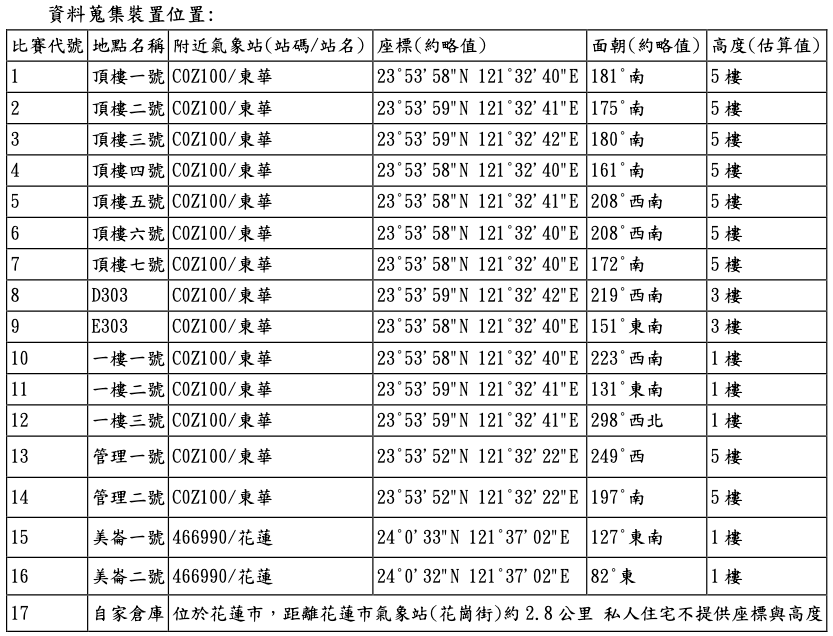 資料蒐集裝置位置:
比賽代號 地點名稱 附近氣象站(站碼/站名) 座標(約略值) 面朝(約略值) 高度(估算值)
1 頂樓一號 C0Z100/東華 23°53'58"N 121°32'40"E 181°南 5樓
2 頂樓二號 C0Z100/東華 23°53'59"N 121°32'41"E 175°南 5樓
3 頂樓三號 C0Z100/東華 23°53'59"N 121°32'42"E 180°南 5樓
4 頂樓四號 C0Z100/東華 23°53'58"N 121°32'40"E 161°南 5樓
5 頂樓五號 C0Z100/東華 23°53'58"N 121°32'41"E 208°西南 5樓
6 頂樓六號 C0Z100/東華 23°53'58"N 121°32'40"E 208°西南 5樓
7 頂樓七號 C0Z100/東華 23°53'58"N 121°32'40"E 172°南 5樓
8 D303 C0Z100/東華 23°53'59"N 121°32'42"E 219°西南 3樓
9 E303 C0Z100/東華 23°53'58"N 121°32'40"E 151°東南 3樓
10 一樓一號 C0Z100/東華 23°53'58"N 121°32'40"E 223°西南 1樓
11 一樓二號 C0Z100/東華 23°53'59"N 121°32'41"E 131°東南 1樓
12 一樓三號 C0Z100/東華 23°53'59"N 121°32'41"E 298°西北 1樓
13 管理一號 C0Z100/東華 23°53'52"N 121°32'22"E 249°西 5樓
14 管理二號 C0Z100/東華 23°53'52"N 121°32'22"E 197°南 5樓
15 美崙一號 466990/花蓮 24°0'33"N 121°37'02"E 127°東南 1樓
16 美崙二號 466990/花蓮 24°0'32"N 121°37'02"E 82°東 1樓
17 自家倉庫 位於花蓮市，距離花蓮市氣象站(花崗街)約2.8公里 私人住宅不提供座標與高度